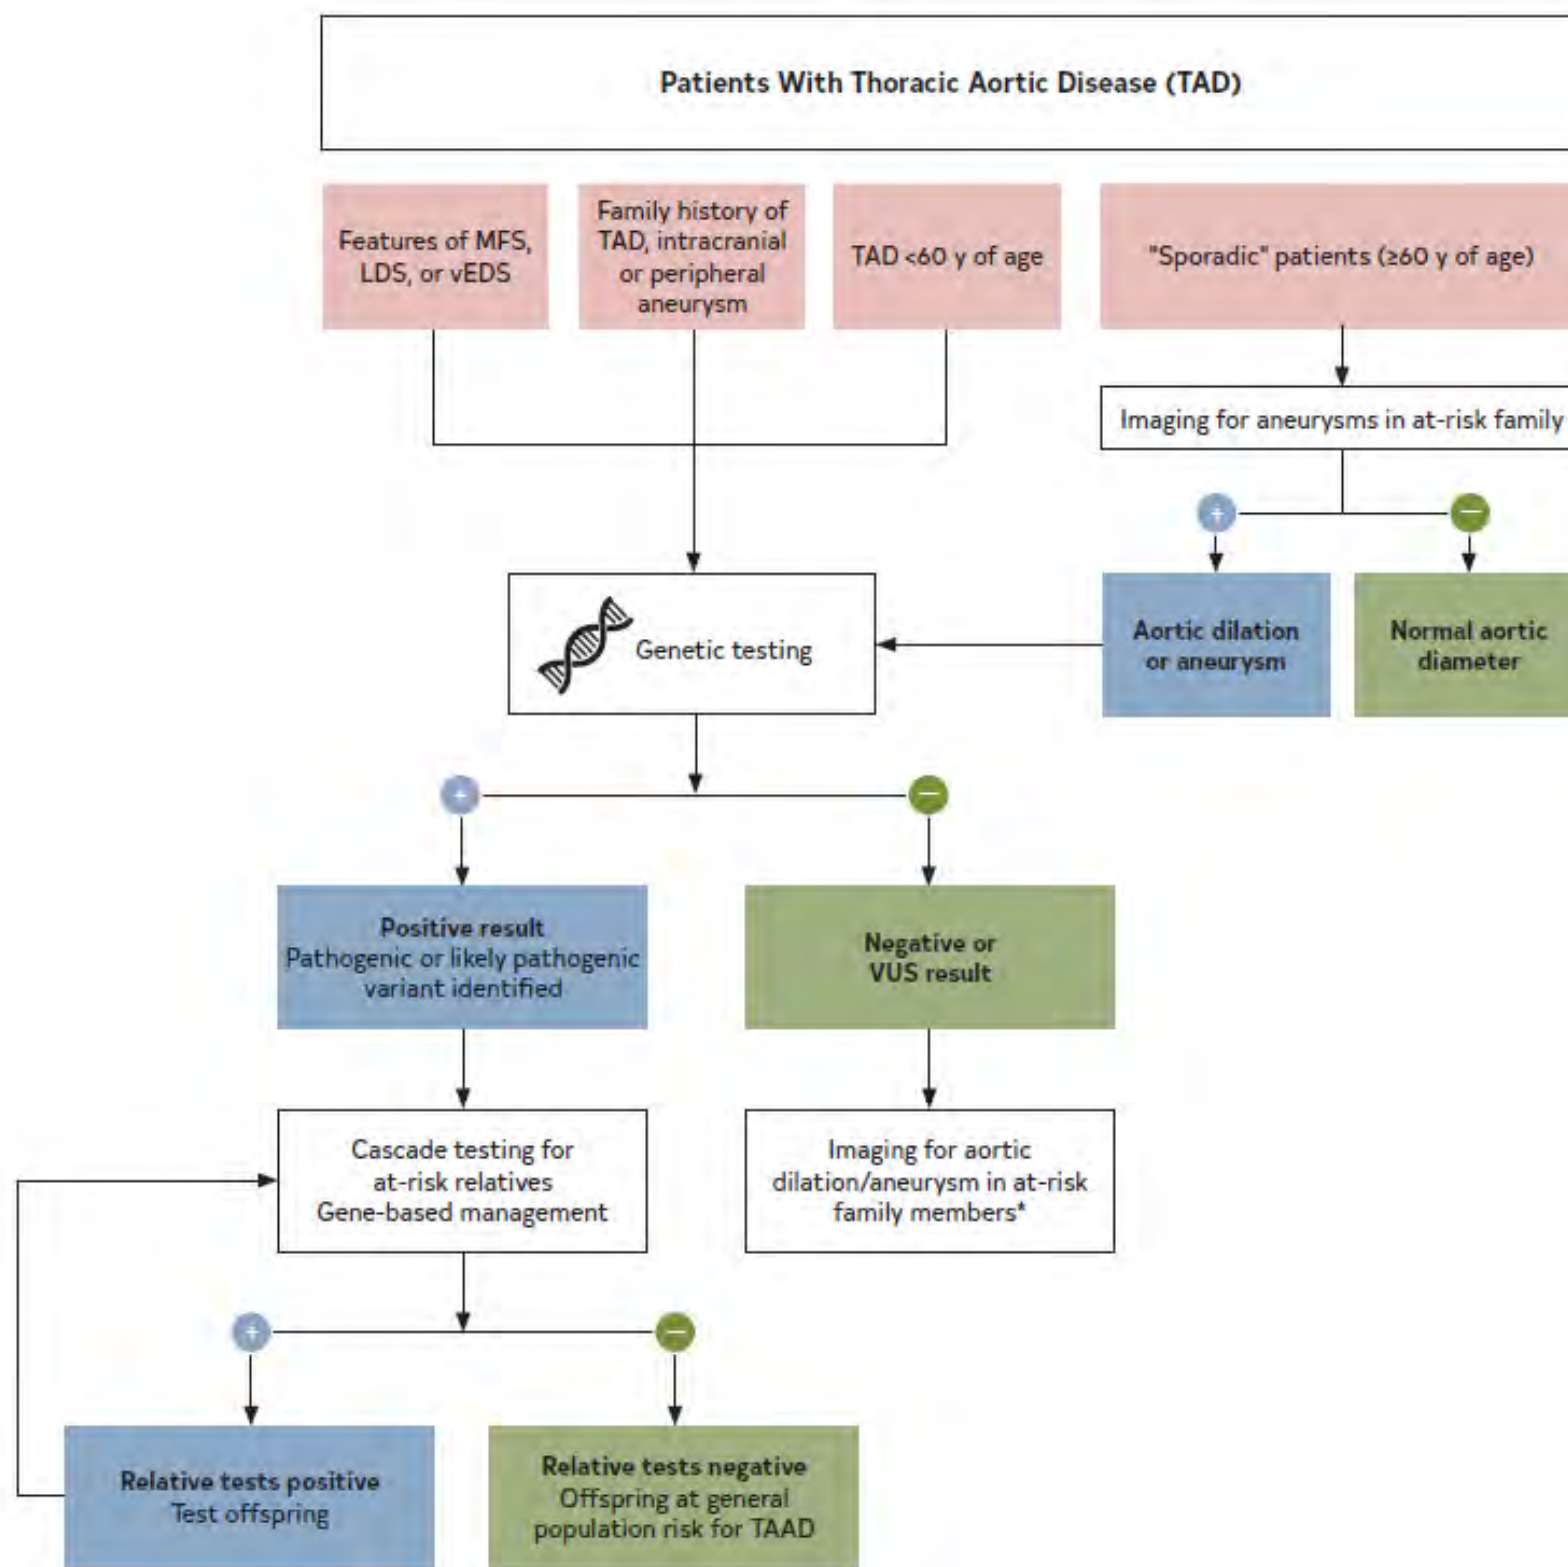 Patients With Thoracic Aortic Disease (TAD)
Features of MFS,
LDS, or vEDS
Family history of
TAD, intracranial
or peripheral
aneurysm
TAD <60 y of age
"Sporadic" patients (≥60 y of age)
Imaging for aneurysms in at-risk family
+
−
Aortic dilation
or aneurysm
Normal aortic
diameter
Genetic testing
+
−
Positive result
Pathogenic or likely pathogenic
variant identified
Negative or
VUS result
Cascade testing for
at-risk relatives
Gene-based management
Imaging for aortic
dilation/aneurysm in at-risk
family members*
+
−
Relative tests positive
Test offspring
Relative tests negative
Offspring at general
population risk for TAAD